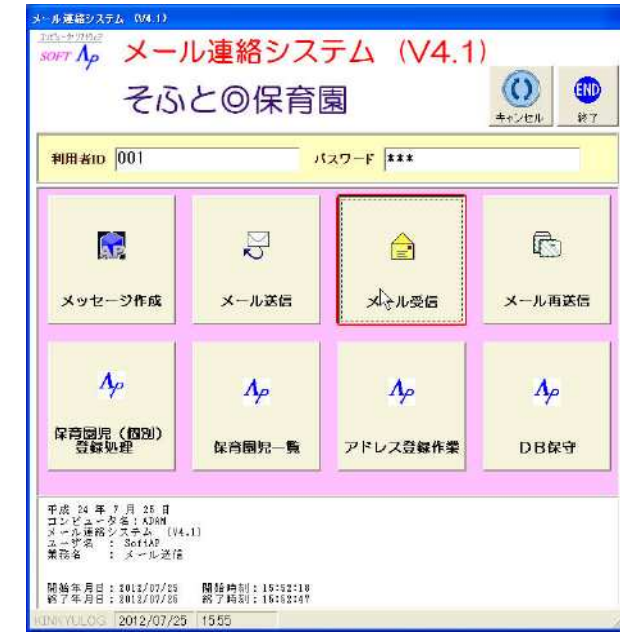 メール連絡システム (V4.1)
SOFT Ap メール連絡システム (V4.1)
そふと◎保育園
キャンセル
END
終了
利用者ID 001
パスワード ***
メッセージ作成
メール送信
メール受信
メール再送信
保育園児（個別）
登録処理
保育園児一覧
アドレス登録作業
DB保守
平成 24 年 7 月 25 日
コンピュータ名：ADAM
メール連絡システム (V4.1)
ユーザ名 ： SoftAP
業務名 ： メール送信
開始年月日：2012/07/25 開始時刻：15:52:18
終了年月日：2012/07/25 終了時刻：15:52:47
KINKYULOG 2012/07/25 15:55